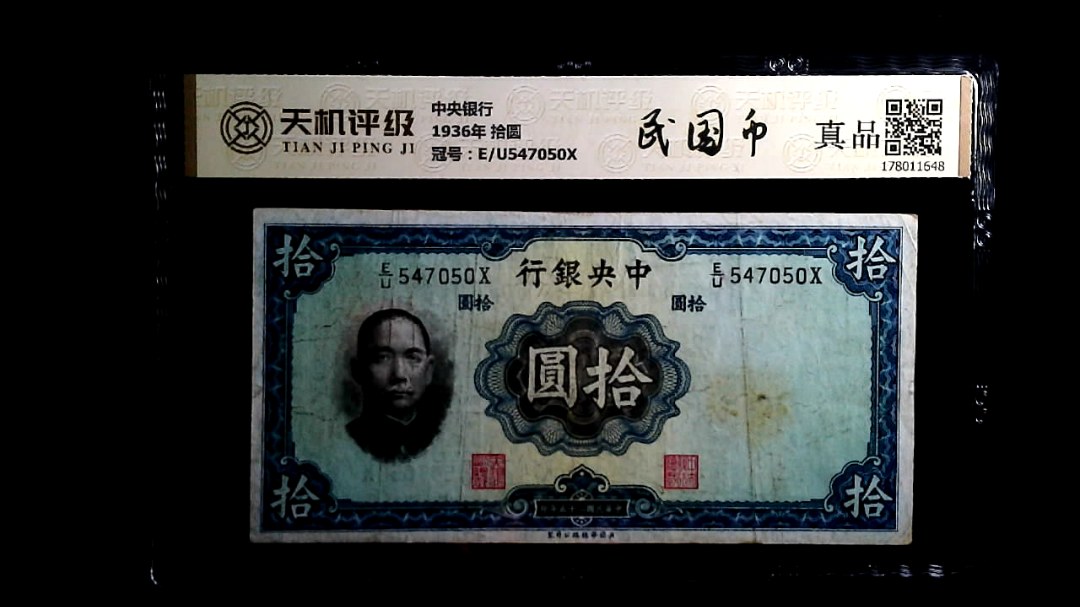 天机评级
TIAN JI PING JI
中央银行
1936年 拾圆
冠号：E/U547050X
民国币
真品
178011648
拾
拾
E/U 547050X
行銀央中
E/U 547050X
圓拾
圓拾
圓拾
拾
拾